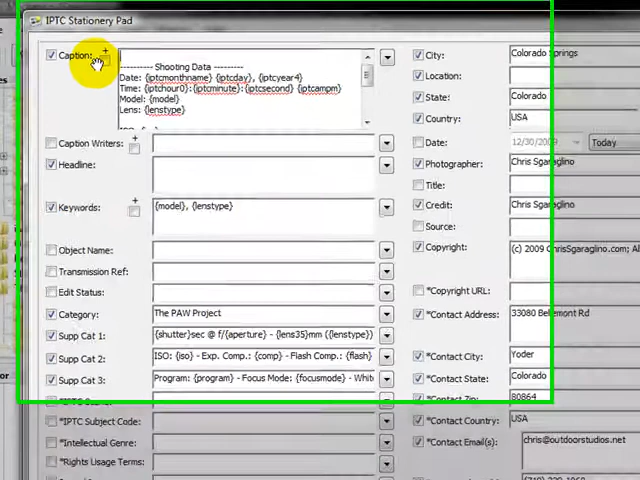 IPTC Stationery Pad
Caption: +
---------- Shooting Data ---------
Date: {iptcmonthname} {iptcday}, {iptcyear4}
Time: {iptchour0}:{iptcminute}:{iptcsecond} {iptcampm}
Model: {model}
Lens: {lenstype}
Caption Writers: +
Headline:
Keywords: + {model}, {lenstype}
Object Name:
Transmission Ref:
Edit Status:
Category: The PAW Project
Supp Cat 1: {shutter}sec @ f/{aperture} - {lens35}mm ({lenstype})
Supp Cat 2: ISO: {iso} - Exp. Comp.: {comp} - Flash Comp.: {flash}
Supp Cat 3: Program: {program} - Focus Mode: {focusmode} - White
*IPTC Subject Code:
*Intellectual Genre:
*Rights Usage Terms:
City: Colorado Springs
Location:
State: Colorado
Country: USA
Date: 12/30/2009 Today
Photographer: Chris Sgaraglino
Title:
Credit: Chris Sgaraglino
Source:
Copyright: (c) 2009 ChrisSgaraglino.com; Al
*Copyright URL:
*Contact Address: 33080 Bellemont Rd
*Contact City: Yoder
*Contact State: Colorado
*Contact Zip: 80864
*Contact Country: USA
*Contact Email(s): chris@outdoorstudios.net